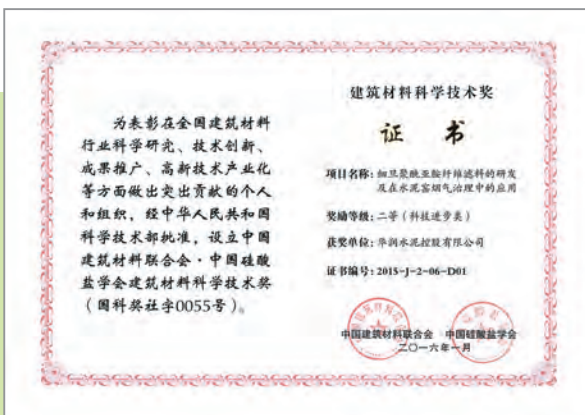 为表彰在全国建筑材料
行业科学研究、技术创新、
成果推广、高新技术产业化
等方面做出突出贡献的个人
和组织，经中华人民共和国
科学技术部批准，设立中国
建筑材料联合会·中国硅酸
盐学会建筑材料科学技术奖
（国科奖社字0055号）。
建筑材料科学技术奖
证 书
项目名称：细旦聚酰亚胺纤维滤料的研发
及在水泥窑烟气治理中的应用
奖励等级：二等（科技进步类）
获奖单位：华润水泥控股有限公司
证书编号：2015-J-2-06-D01
中国建筑材料联合会 中国硅酸盐学会
二〇一六年一月